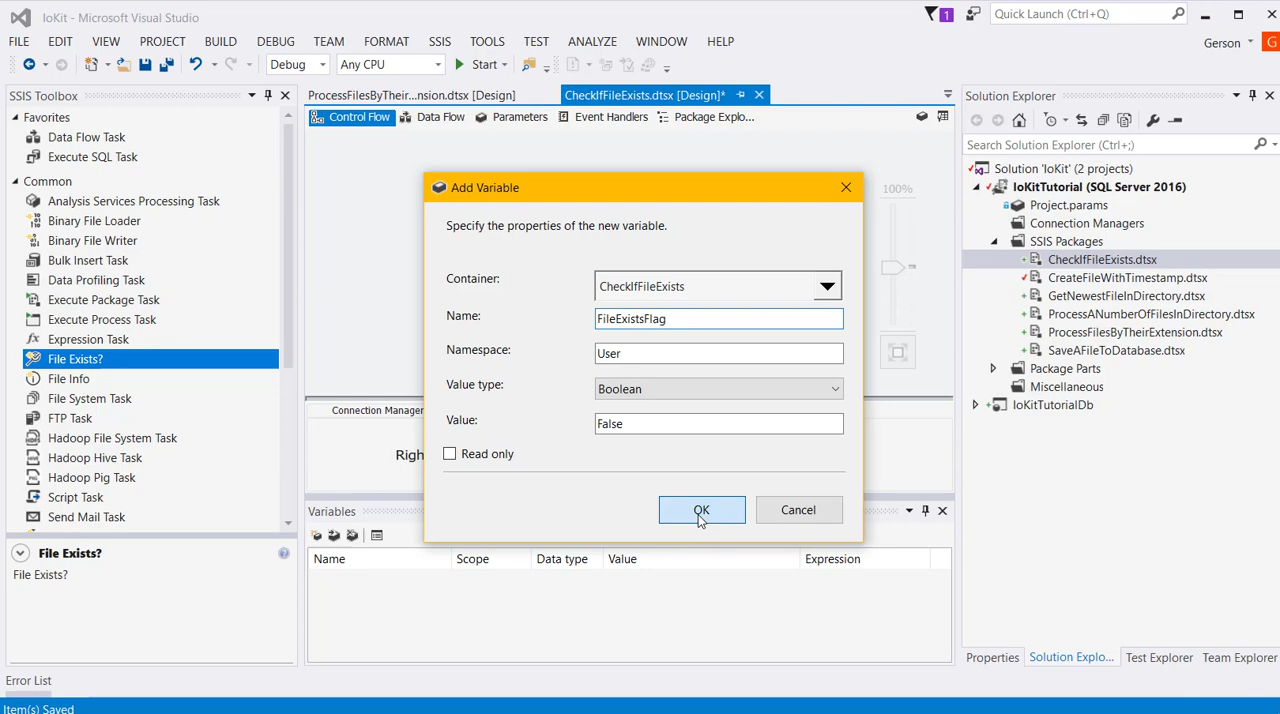 IoKit - Microsoft Visual Studio
1
Quick Launch (Ctrl+Q)
FILE EDIT VIEW PROJECT BUILD DEBUG TEAM FORMAT SSIS TOOLS TEST ANALYZE WINDOW HELP
Gerson G
Debug Any CPU Start
SSIS Toolbox
Favorites
Data Flow Task
Execute SQL Task
Common
Analysis Services Processing Task
Binary File Loader
Binary File Writer
Bulk Insert Task
Data Profiling Task
Execute Package Task
Execute Process Task
Expression Task
File Exists?
File Info
File System Task
FTP Task
Hadoop File System Task
Hadoop Hive Task
Hadoop Pig Task
Script Task
Send Mail Task
File Exists?
File Exists?
ProcessFilesByTheir...nsion.dtsx [Design]
CheckIfFileExists.dtsx [Design]*
Control Flow Data Flow Parameters Event Handlers Package Explo...
100%
Add Variable
Specify the properties of the new variable.
Container: CheckIfFileExists
Name: FileExistsFlag
Namespace: User
Value type: Boolean
Value: False
Read only
OK Cancel
Connection Manager
Righ
Variables
Name Scope Data type Value Expression
Solution Explorer
Search Solution Explorer (Ctrl+;)
Solution 'IoKit' (2 projects)
IoKitTutorial (SQL Server 2016)
Project.params
Connection Managers
SSIS Packages
CheckIfFileExists.dtsx
CreateFileWithTimestamp.dtsx
GetNewestFileInDirectory.dtsx
ProcessANumberOfFilesInDirectory.dtsx
ProcessFilesByTheirExtension.dtsx
SaveAFileToDatabase.dtsx
Package Parts
Miscellaneous
IoKitTutorialDb
Properties Solution Explo... Test Explorer Team Explorer
Error List
Item(s) Saved